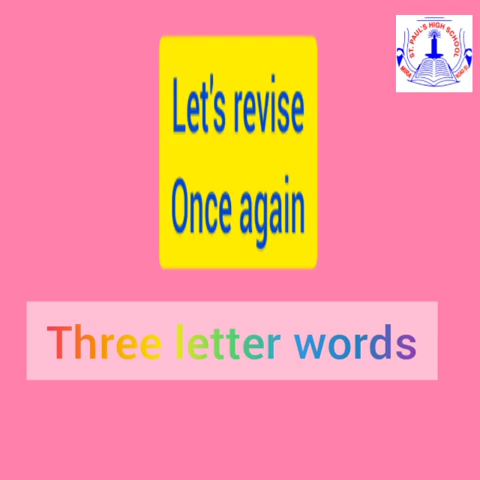 ST. PAUL'S HIGH SCHOOL
Let's revise
Once again
Three letter words